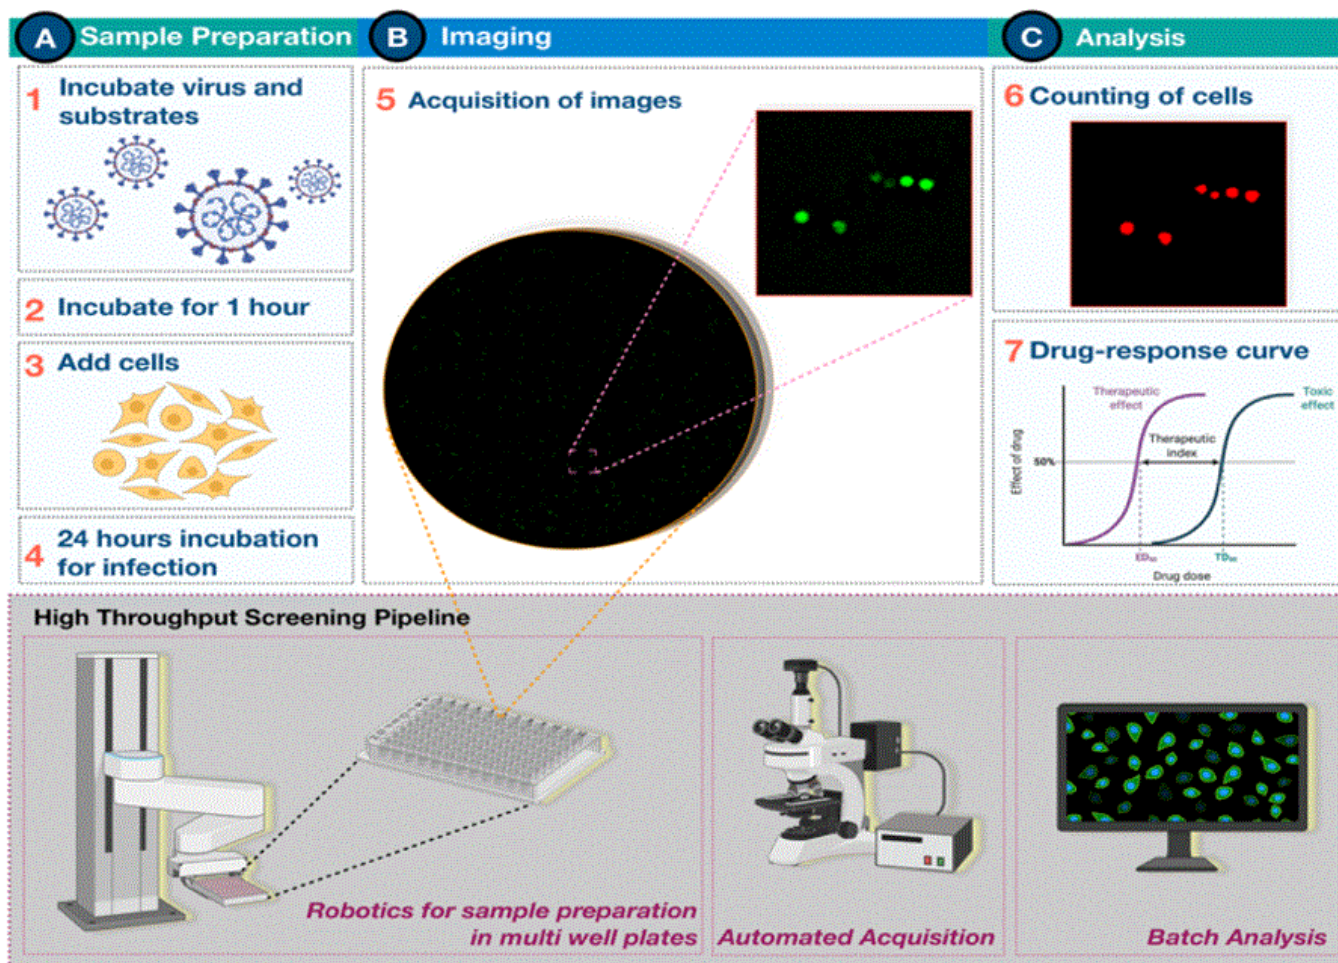 A Sample Preparation
B Imaging
C Analysis
1 Incubate virus and
substrates
2 Incubate for 1 hour
3 Add cells
4 24 hours incubation
for infection
5 Acquisition of images
6 Counting of cells
7 Drug-response curve
Therapeutic
effect
Toxic
effect
Therapeutic
index
50%
Effect of drug
ED₅₀
TD₅₀
Drug dose
High Throughput Screening Pipeline
Robotics for sample preparation
in multi well plates
Automated Acquisition
Batch Analysis